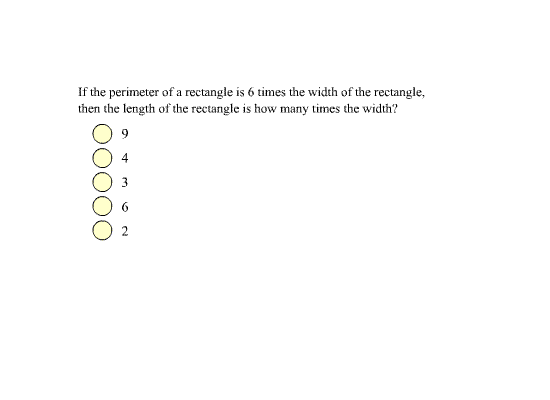 If the perimeter of a rectangle is 6 times the width of the rectangle,
then the length of the rectangle is how many times the width?
9
4
3
6
2